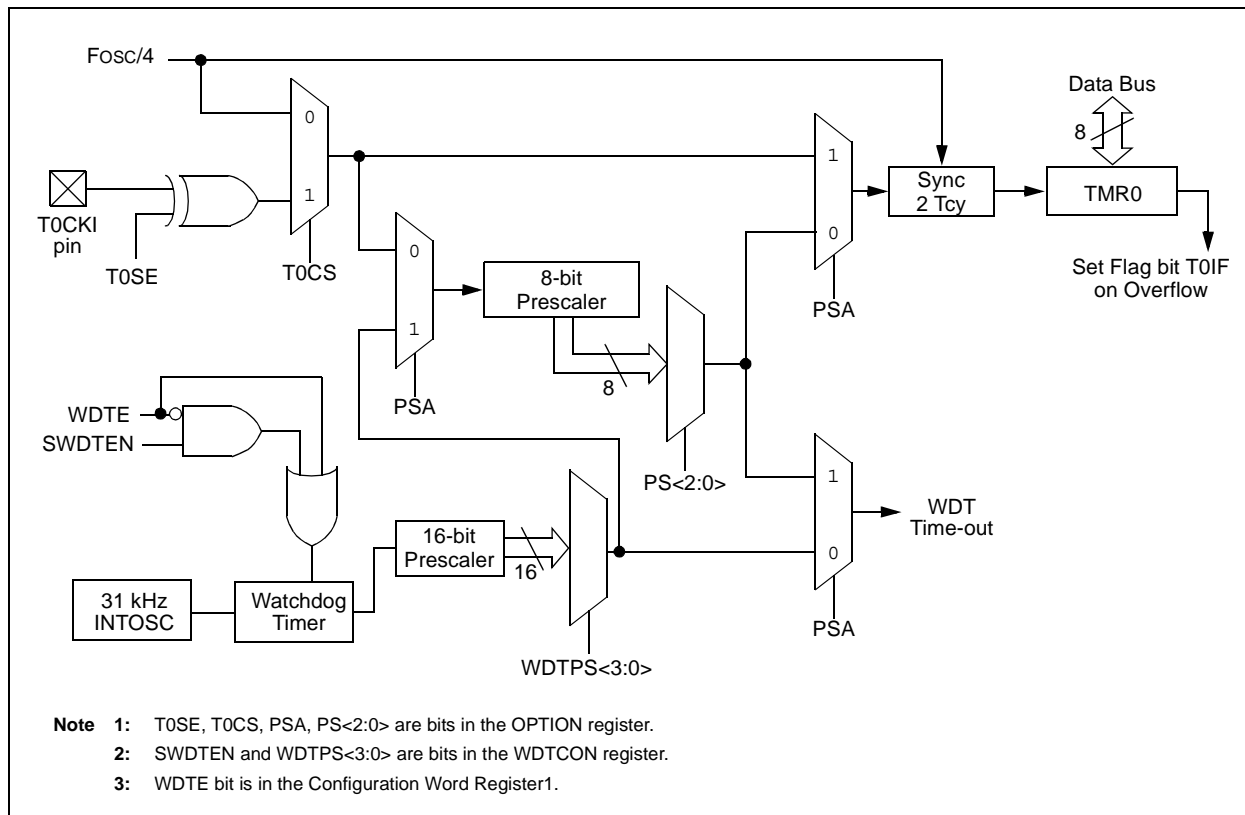 FOSC/4
Data Bus
8
0
1
T0CKI
pin
T0SE
T0CS
1
0
PSA
Sync
2 Tcy
TMR0
Set Flag bit T0IF
on Overflow
0
1
PSA
8-bit
Prescaler
8
PS<2:0>
WDTE
SWDTEN
16-bit
Prescaler
16
WDTPS<3:0>
1
0
PSA
WDT
Time-out
31 kHz
INTOSC
Watchdog
Timer
Note 1: T0SE, T0CS, PSA, PS<2:0> are bits in the OPTION register.
2: SWDTEN and WDTPS<3:0> are bits in the WDTCON register.
3: WDTE bit is in the Configuration Word Register1.